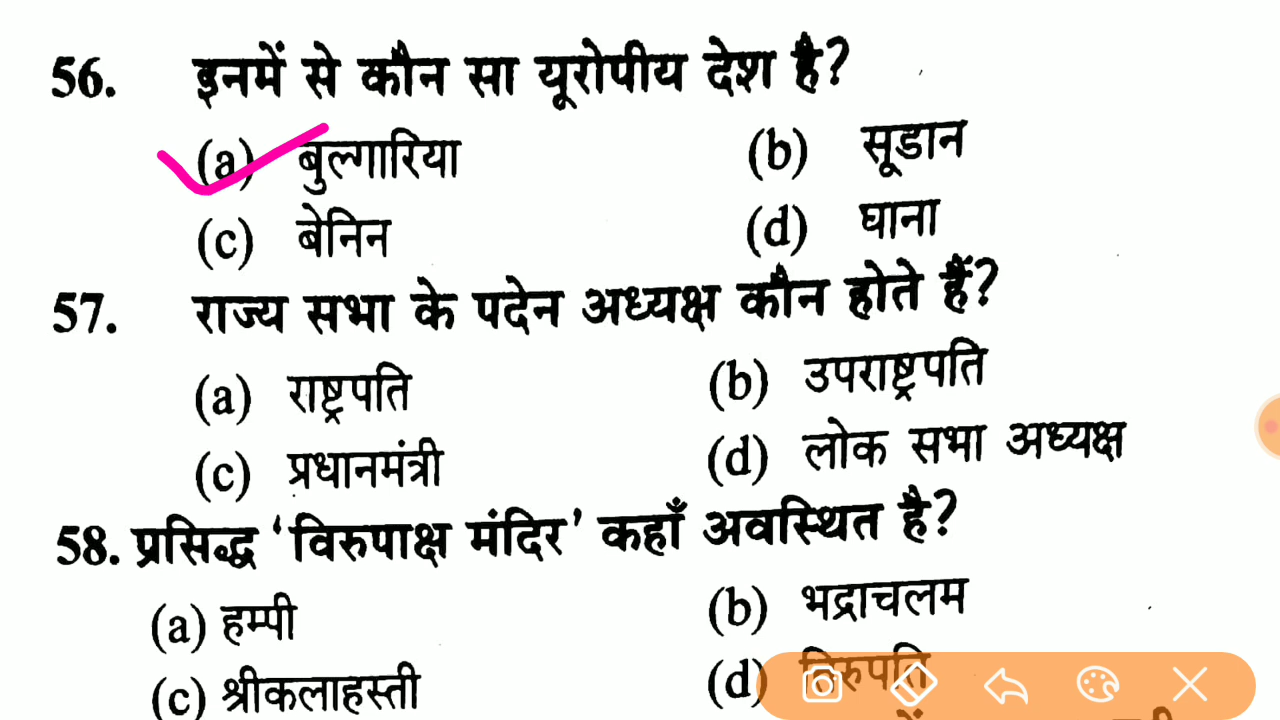 56. इनमें से कौन सा यूरोपीय देश है?
(a) बुल्गारिया (b) सूडान
(c) बेनिन (d) घाना
57. राज्य सभा के पदेन अध्यक्ष कौन होते हैं?
(a) राष्ट्रपति (b) उपराष्ट्रपति
(c) प्रधानमंत्री (d) लोक सभा अध्यक्ष
58. प्रसिद्ध ‘विरुपाक्ष मंदिर’ कहाँ अवस्थित है?
(a) हम्पी (b) भद्राचलम
(c) श्रीकलाहस्ती (d) तिरुपति